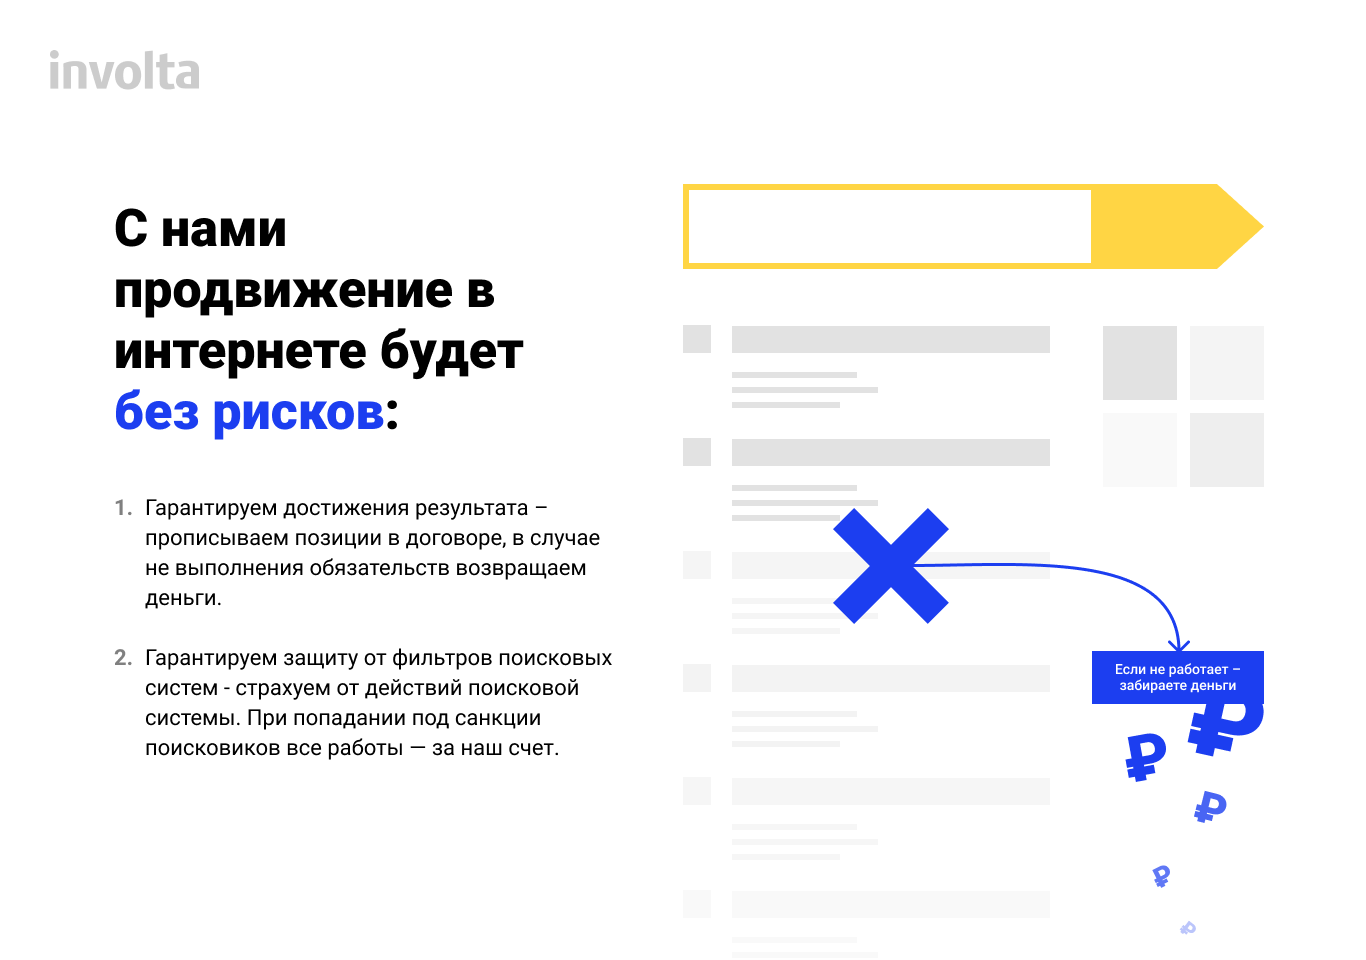 involta
С нами
продвижение в
интернете будет
без рисков:
1. Гарантируем достижения результата –
прописываем позиции в договоре, в случае
не выполнения обязательств возвращаем
деньги.
2. Гарантируем защиту от фильтров поисковых
систем - страхуем от действий поисковой
системы. При попадании под санкции
поисковиков все работы — за наш счет.
Если не работает –
забираете деньги
₽
₽
₽
₽
₽